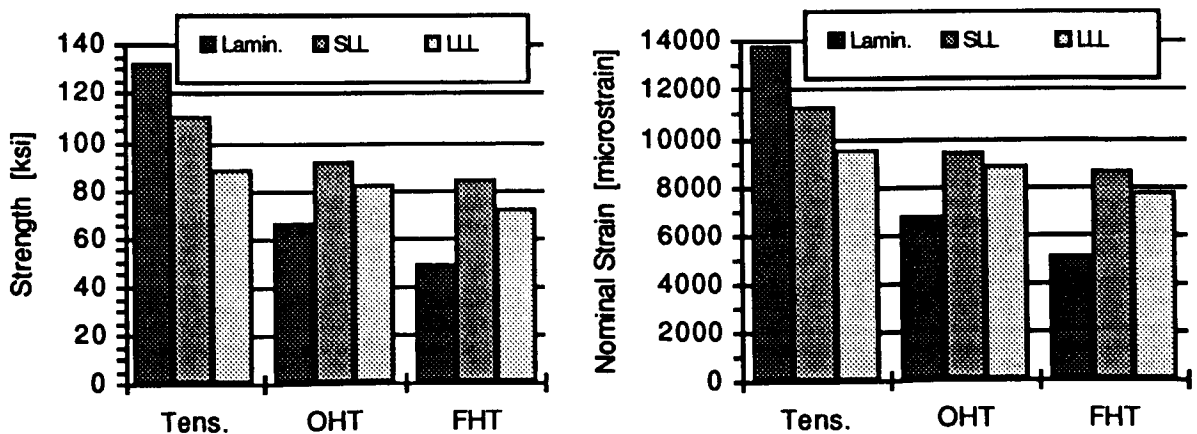 Lamin. SLL LLL
140
120
100
80
60
40
20
0
Strength [ksi]
Tens. OHT FHT
Lamin. SLL LLL
14000
12000
10000
8000
6000
4000
2000
0
Nominal Strain [microstrain]
Tens. OHT FHT